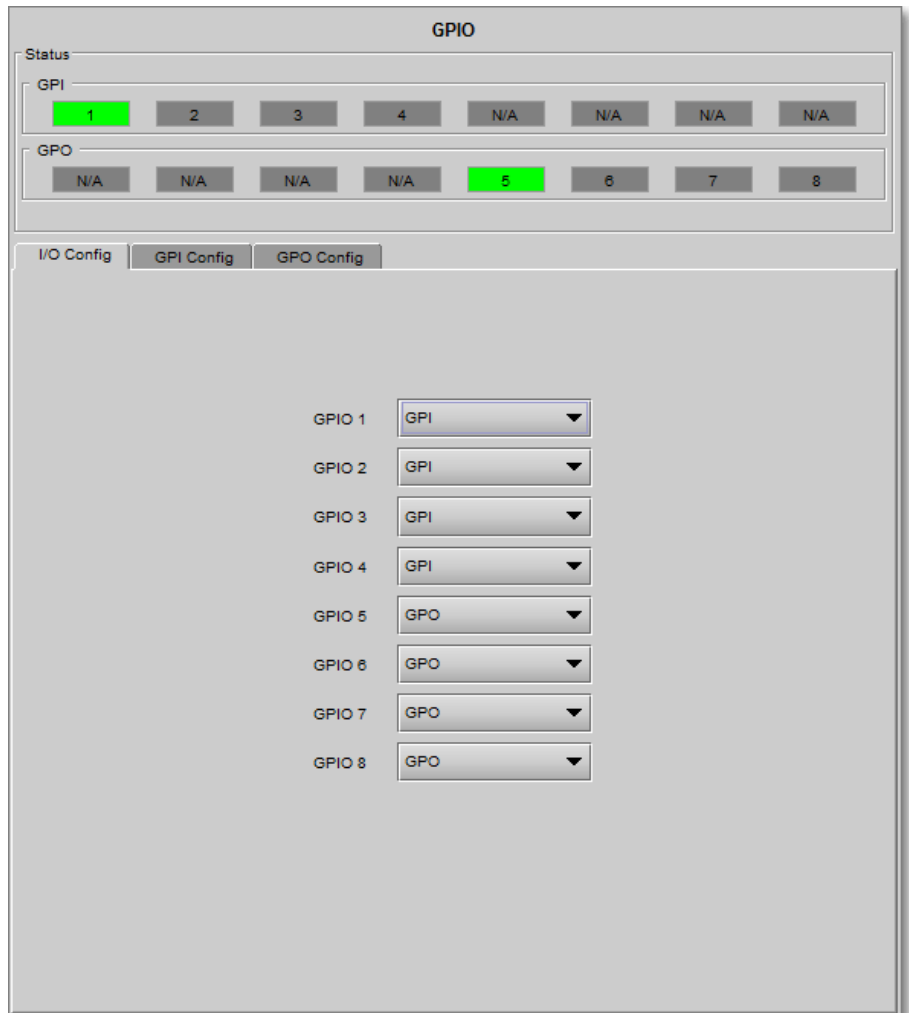 GPIO
Status
GPI
1 2 3 4 N/A N/A N/A N/A
GPO
N/A N/A N/A N/A 5 6 7 8
I/O Config GPI Config GPO Config
GPIO 1 GPI
GPIO 2 GPI
GPIO 3 GPI
GPIO 4 GPI
GPIO 5 GPO
GPIO 6 GPO
GPIO 7 GPO
GPIO 8 GPO